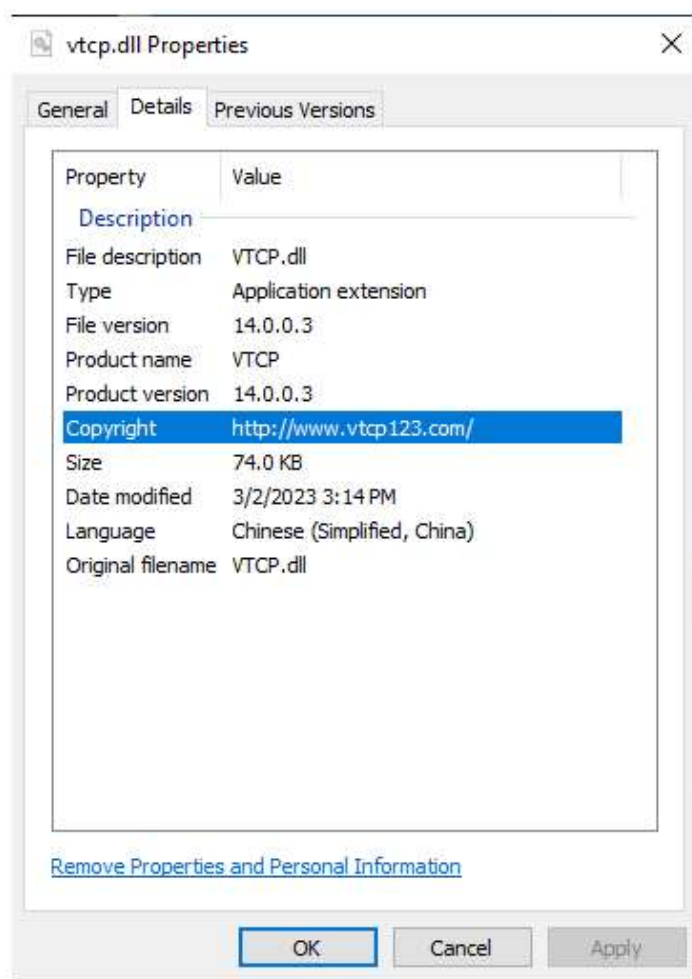 vtcp.dll Properties
General Details Previous Versions
Property Value
Description
File description VTCP.dll
Type Application extension
File version 14.0.0.3
Product name VTCP
Product version 14.0.0.3
Copyright http://www.vtcp123.com/
Size 74.0 KB
Date modified 3/2/2023 3:14 PM
Language Chinese (Simplified, China)
Original filename VTCP.dll
Remove Properties and Personal Information
OK Cancel Apply